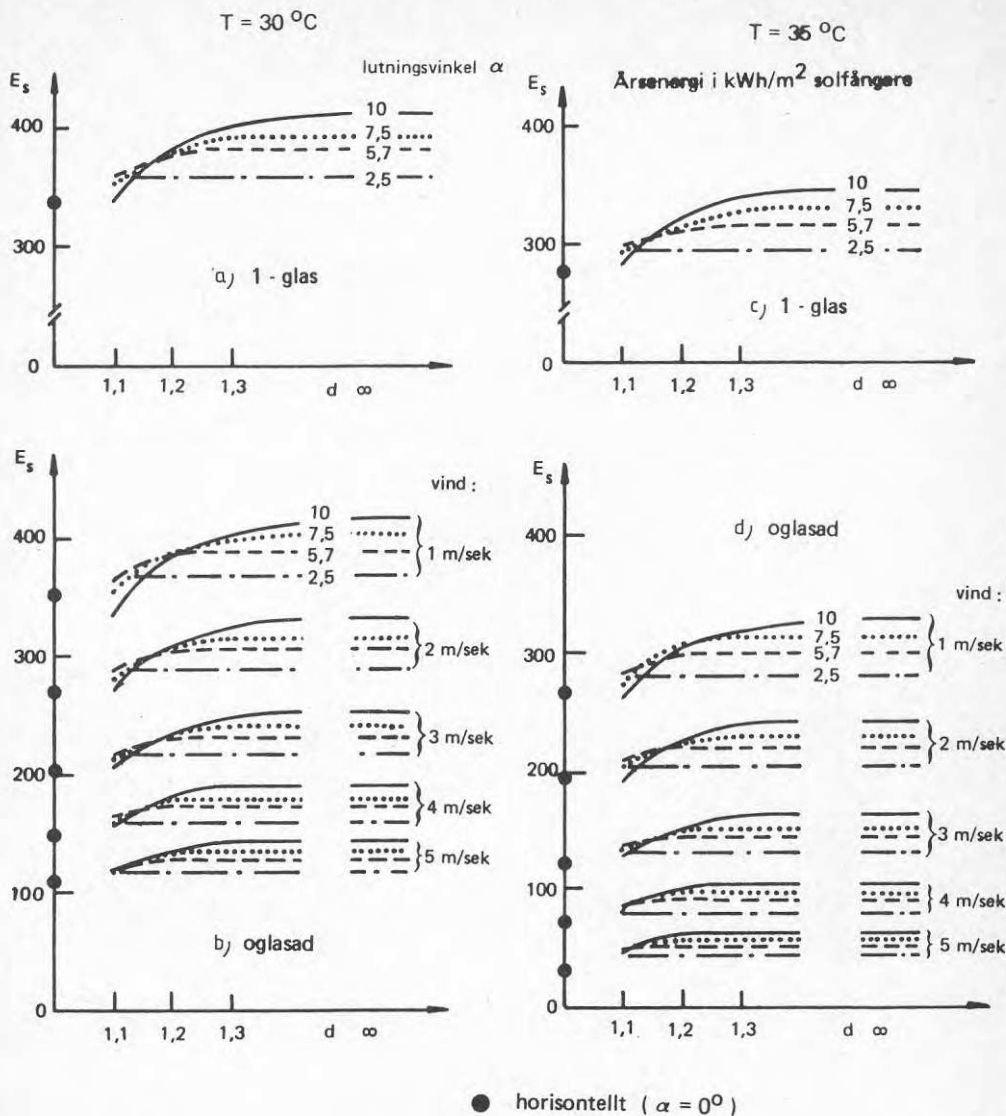 T = 30 °C
T = 35 °C
Årsenergi i kWh/m² solfångare
E_s
lutningsvinkel α
400
300
0
10
7,5
5,7
2,5
a) 1 - glas
1,1
1,2
1,3
d ∞
E_s
400
300
0
10
7,5
5,7
2,5
c) 1 - glas
1,1
1,2
1,3
d ∞
E_s
vind :
400
300
200
100
0
10
7,5
5,7
2,5
1 m/sek
2 m/sek
3 m/sek
4 m/sek
5 m/sek
b) oglasad
1,1
1,2
1,3
d ∞
E_s
d) oglasad
vind :
400
300
200
100
0
10
7,5
5,7
2,5
1 m/sek
2 m/sek
3 m/sek
4 m/sek
5 m/sek
1,1
1,2
1,3
d ∞
horisontellt ( α = 0° )